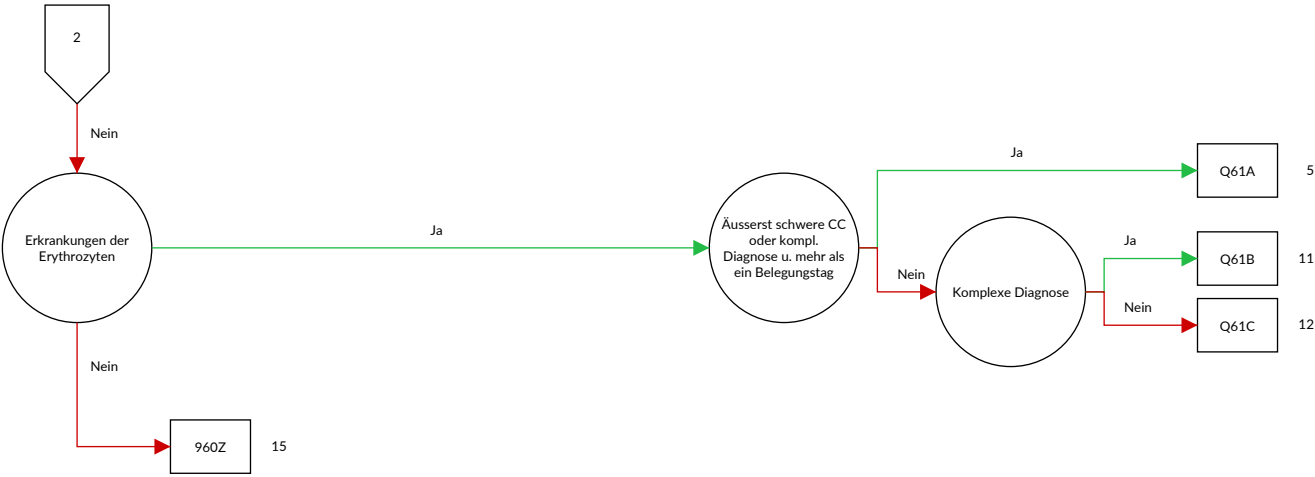 2
Nein
Erkrankungen der
Erythrozyten
Ja
Äusserst schwere CC
oder kompl.
Diagnose u. mehr als
ein Belegungstag
Ja
Q61A
5
Nein
Komplexe Diagnose
Ja
Q61B
11
Nein
Q61C
12
Nein
960Z
15